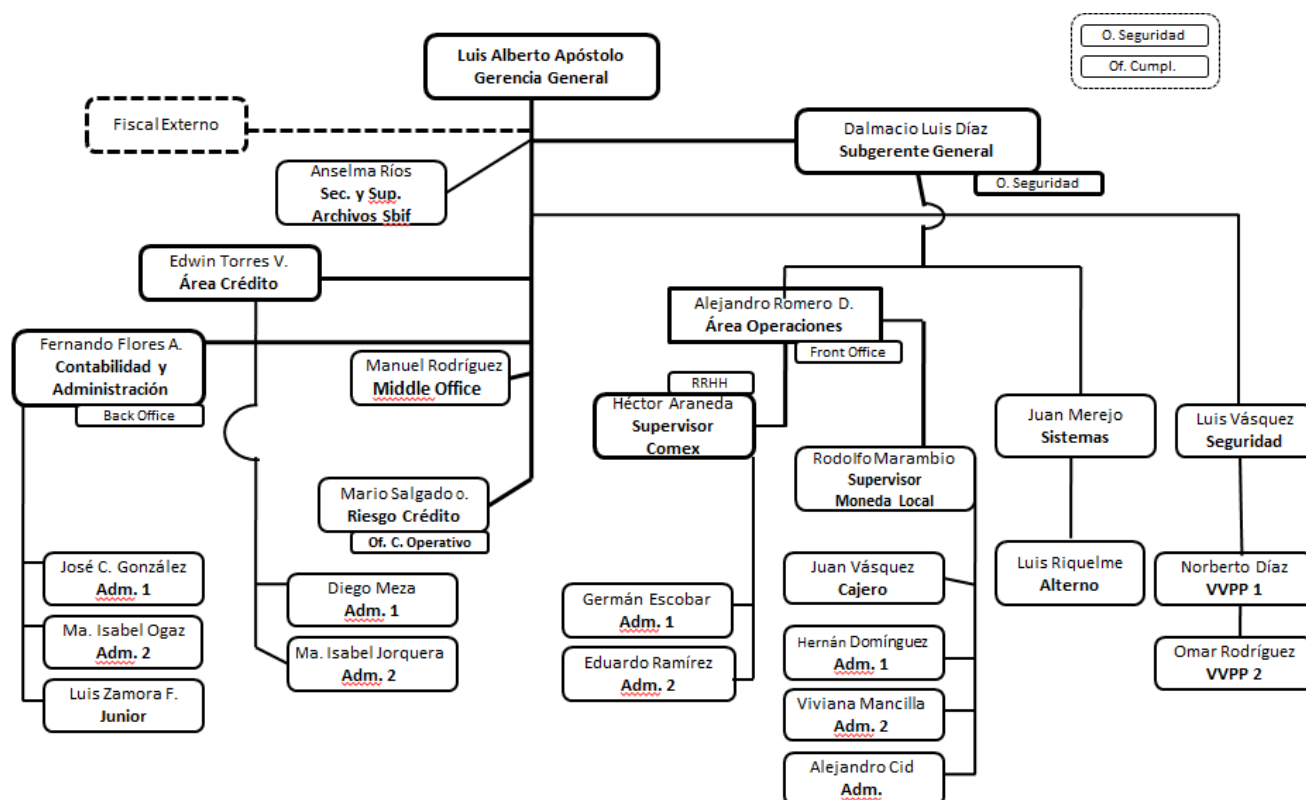 Luis Alberto Apóstolo
Gerencia General
O. Seguridad
Of. Cumpl.
Fiscal Externo
Dalmacio Luis Díaz
Subgerente General
O. Seguridad
Anselma Ríos
Sec. y Sup.
Archivos Sbif
Edwin Torres V.
Área Crédito
Alejandro Romero D.
Área Operaciones
Front Office
Fernando Flores A.
Contabilidad y
Administración
Back Office
Manuel Rodríguez
Middle Office
RRHH
Héctor Araneda
Supervisor
Comex
Juan Merejo
Sistemas
Luis Vásquez
Seguridad
Rodolfo Marambio
Supervisor
Moneda Local
Mario Salgado o.
Riesgo Crédito
Of. C. Operativo
José C. González
Adm. 1
Ma. Isabel Ogaz
Adm. 2
Luis Zamora F.
Junior
Diego Meza
Adm. 1
Ma. Isabel Jorquera
Adm. 2
Germán Escobar
Adm. 1
Eduardo Ramírez
Adm. 2
Juan Vásquez
Cajero
Hernán Domínguez
Adm. 1
Viviana Mancilla
Adm. 2
Alejandro Cid
Adm.
Luis Riquelme
Alterno
Norberto Díaz
VVPP 1
Omar Rodríguez
VVPP 2